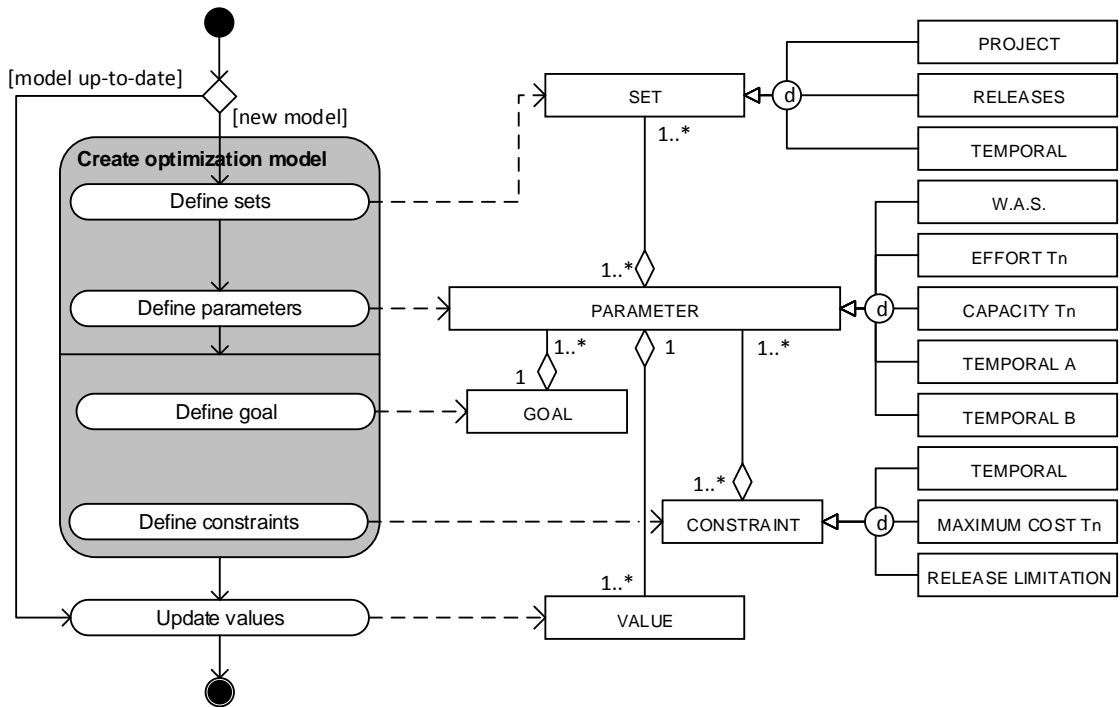 [model up-to-date]
[new model]
Create optimization model
Define sets
Define parameters
Define goal
Define constraints
Update values
SET
1..*
1..*
PARAMETER
1..*
1
1
1..*
GOAL
1..*
CONSTRAINT
1..*
VALUE
d
PROJECT
RELEASES
TEMPORAL
d
W.A.S.
EFFORT Tn
CAPACITY Tn
TEMPORAL A
TEMPORAL B
d
TEMPORAL
MAXIMUM COST Tn
RELEASE LIMITATION